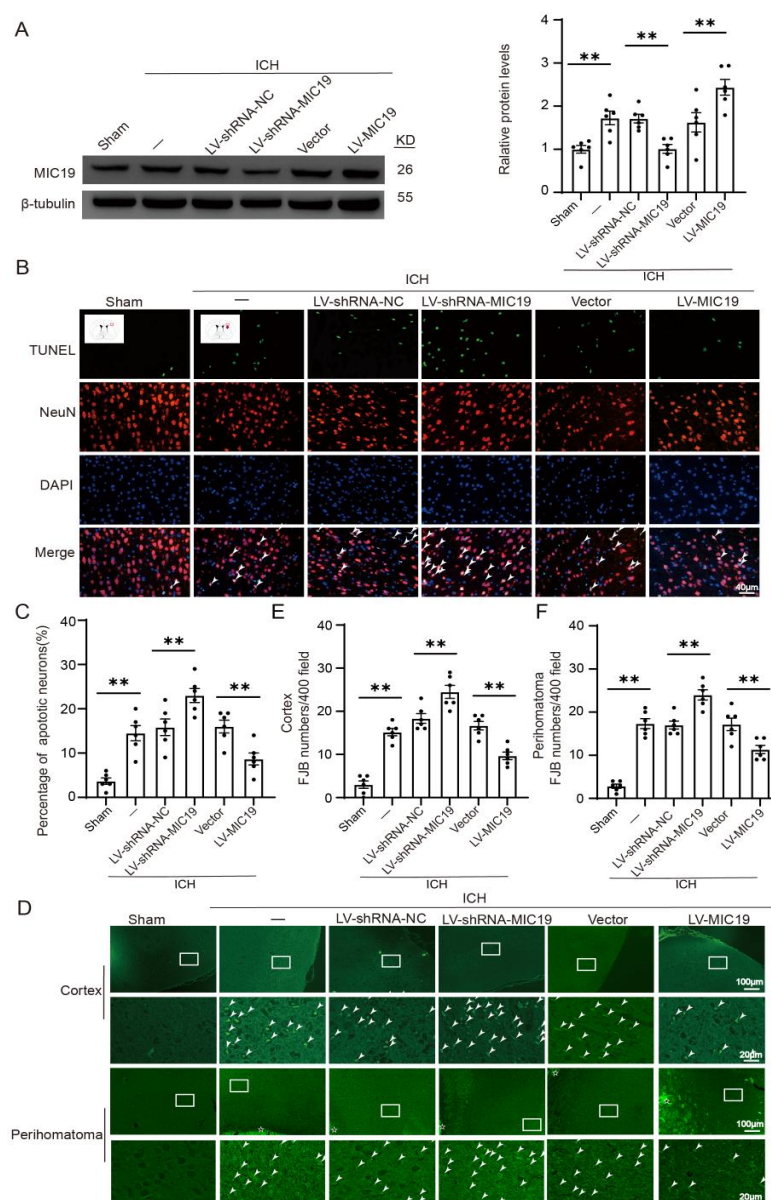 A
ICH
Sham
—
LV-shRNA-NC
LV-shRNA-MIC19
Vector
LV-MIC19
KD
MIC19
26
β-tubulin
55
Ralative protein levels
4
3
2
1
0
**
**
**
Sham
—
LV-shRNA-NC
LV-shRNA-MIC19
Vector
LV-MIC19
ICH
B
ICH
Sham
—
LV-shRNA-NC
LV-shRNA-MIC19
Vector
LV-MIC19
TUNEL
NeuN
DAPI
Merge
40μm
C
Percentage of apototic neurons(%)
40
30
20
10
0
**
**
**
Sham
—
LV-shRNA-NC
LV-shRNA-MIC19
Vector
LV-MIC19
ICH
E
Cortex
FJB numbers/400 field
40
30
20
10
0
**
**
**
Sham
—
LV-shRNA-NC
LV-shRNA-MIC19
Vector
LV-MIC19
ICH
F
Perihomatoma
FJB numbers/400 field
40
30
20
10
0
**
**
**
Sham
—
LV-shRNA-NC
LV-shRNA-MIC19
Vector
LV-MIC19
ICH
D
ICH
Sham
—
LV-shRNA-NC
LV-shRNA-MIC19
Vector
LV-MIC19
Cortex
100μm
20μm
Perihomatoma
100μm
20μm